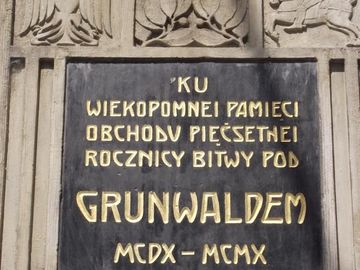 KU
WIEKOPOMNEJ PAMIĘCI
OBCHODU PIĘĆSETNEJ
ROCZNICY BITWY POD
GRUNWALDEM
MCDX – MCMX